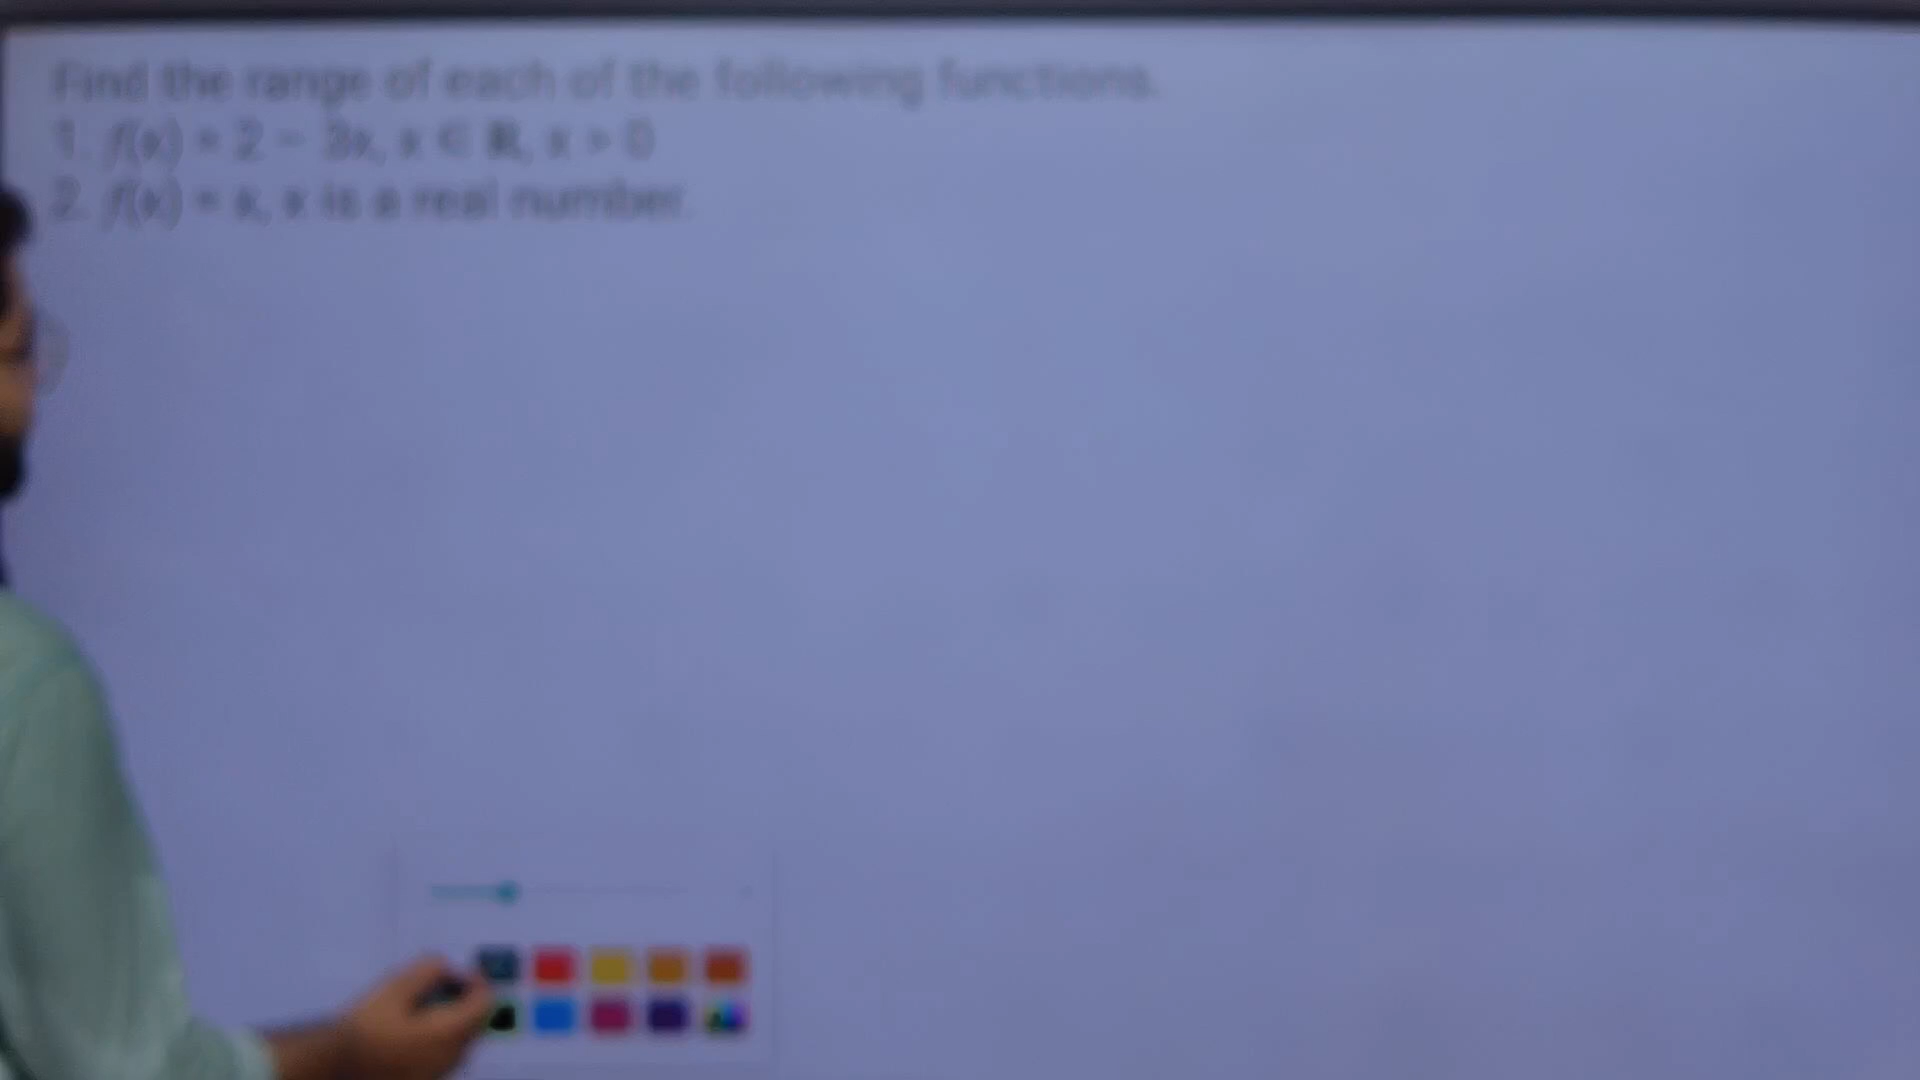 Find the range of each of the following functions.
1. f(x) = 2 – 3x, x ∈ R, x > 0
2. f(x) = x, x is a real number.